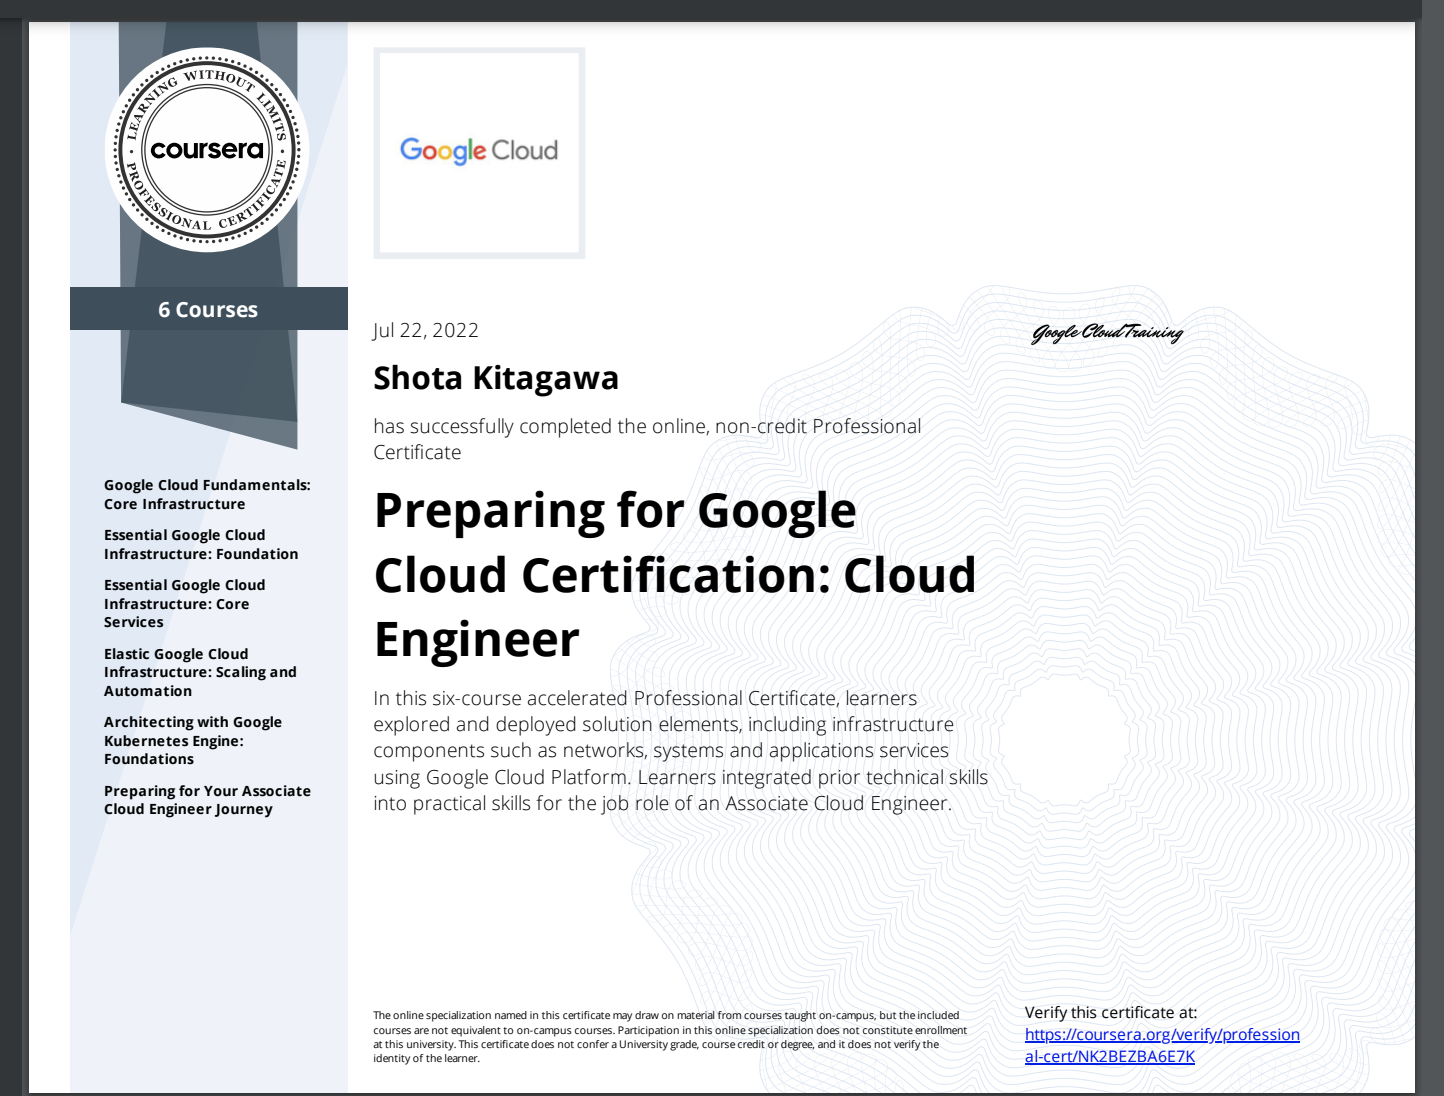 LEARNING WITHOUT LIMITS
coursera
PROFESSIONAL CERTIFICATE
6 Courses
Google Cloud Fundamentals:
Core Infrastructure
Essential Google Cloud
Infrastructure: Foundation
Essential Google Cloud
Infrastructure: Core
Services
Elastic Google Cloud
Infrastructure: Scaling and
Automation
Architecting with Google
Kubernetes Engine:
Foundations
Preparing for Your Associate
Cloud Engineer Journey
Google Cloud
Jul 22, 2022
Shota Kitagawa
has successfully completed the online, non-credit Professional
Certificate
Preparing for Google
Cloud Certification: Cloud
Engineer
In this six-course accelerated Professional Certificate, learners
explored and deployed solution elements, including infrastructure
components such as networks, systems and applications services
using Google Cloud Platform. Learners integrated prior technical skills
into practical skills for the job role of an Associate Cloud Engineer.
Google Cloud Training
The online specialization named in this certificate may draw on material from courses taught on-campus, but the included
courses are not equivalent to on-campus courses. Participation in this online specialization does not constitute enrollment
at this university. This certificate does not confer a University grade, course credit or degree, and it does not verify the
identity of the learner.
Verify this certificate at:
https://coursera.org/verify/profession
al-cert/NK2BEZBA6E7K